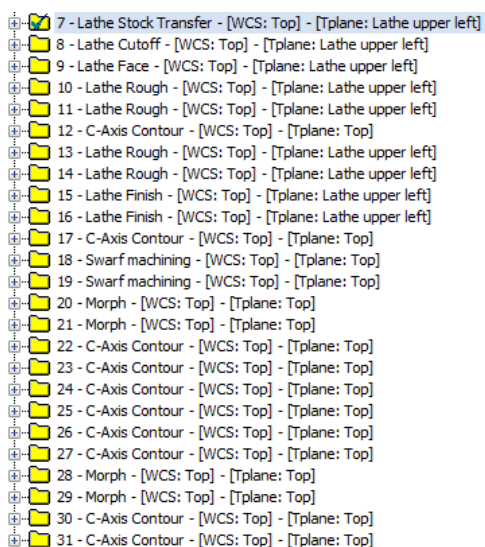 7 - Lathe Stock Transfer - [WCS: Top] - [Tplane: Lathe upper left]
8 - Lathe Cutoff - [WCS: Top] - [Tplane: Lathe upper left]
9 - Lathe Face - [WCS: Top] - [Tplane: Lathe upper left]
10 - Lathe Rough - [WCS: Top] - [Tplane: Lathe upper left]
11 - Lathe Rough - [WCS: Top] - [Tplane: Lathe upper left]
12 - C-Axis Contour - [WCS: Top] - [Tplane: Top]
13 - Lathe Rough - [WCS: Top] - [Tplane: Lathe upper left]
14 - Lathe Rough - [WCS: Top] - [Tplane: Lathe upper left]
15 - Lathe Finish - [WCS: Top] - [Tplane: Lathe upper left]
16 - Lathe Finish - [WCS: Top] - [Tplane: Lathe upper left]
17 - C-Axis Contour - [WCS: Top] - [Tplane: Top]
18 - Swarf machining - [WCS: Top] - [Tplane: Top]
19 - Swarf machining - [WCS: Top] - [Tplane: Top]
20 - Morph - [WCS: Top] - [Tplane: Top]
21 - Morph - [WCS: Top] - [Tplane: Top]
22 - C-Axis Contour - [WCS: Top] - [Tplane: Top]
23 - C-Axis Contour - [WCS: Top] - [Tplane: Top]
24 - C-Axis Contour - [WCS: Top] - [Tplane: Top]
25 - C-Axis Contour - [WCS: Top] - [Tplane: Top]
26 - C-Axis Contour - [WCS: Top] - [Tplane: Top]
27 - C-Axis Contour - [WCS: Top] - [Tplane: Top]
28 - Morph - [WCS: Top] - [Tplane: Top]
29 - Morph - [WCS: Top] - [Tplane: Top]
30 - C-Axis Contour - [WCS: Top] - [Tplane: Top]
31 - C-Axis Contour - [WCS: Top] - [Tplane: Top]